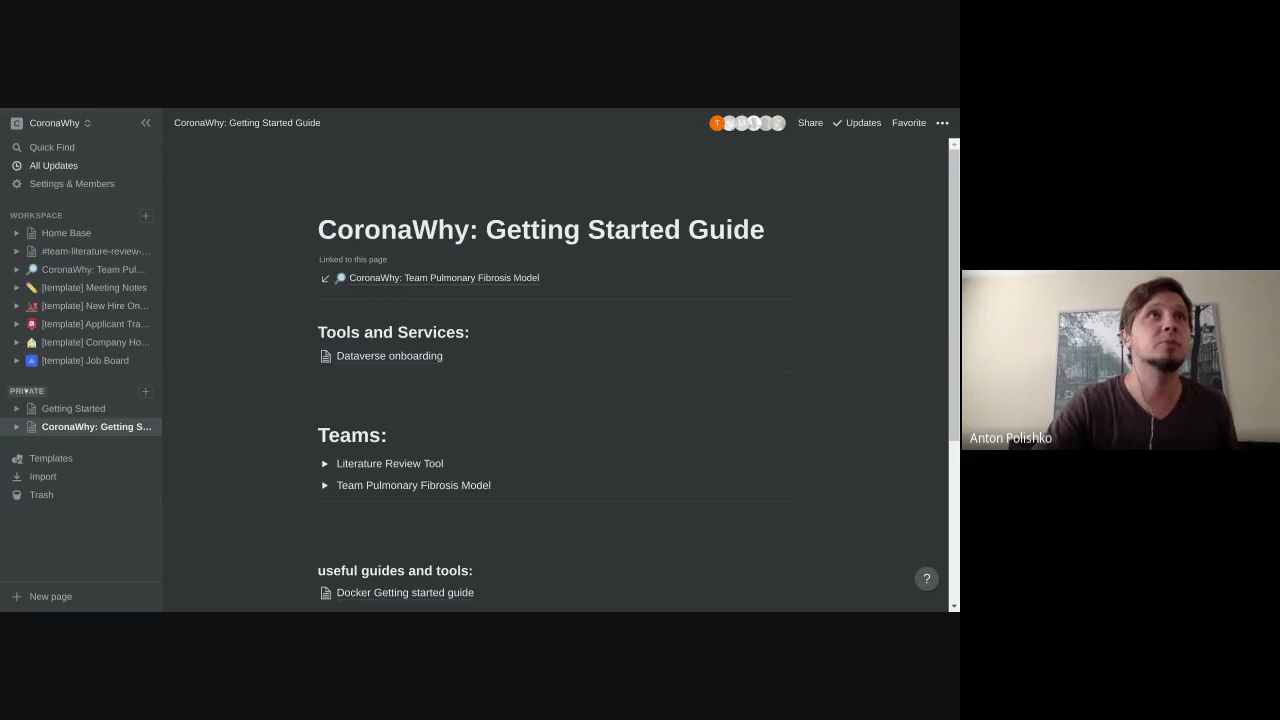 CoronaWhy
Quick Find
All Updates
Settings & Members
WORKSPACE
Home Base
#team-literature-review-...
CoronaWhy: Team Pul...
[template] Meeting Notes
[template] New Hire On...
[template] Applicant Tra...
[template] Company Ho...
[template] Job Board
PRIVATE
Getting Started
CoronaWhy: Getting S...
Templates
Import
Trash
New page
CoronaWhy: Getting Started Guide
T
Share
Updates
Favorite
CoronaWhy: Getting Started Guide
Linked to this page
CoronaWhy: Team Pulmonary Fibrosis Model
Tools and Services:
Dataverse onboarding
Teams:
Literature Review Tool
Team Pulmonary Fibrosis Model
useful guides and tools:
Docker Getting started guide
?
Anton Polishko